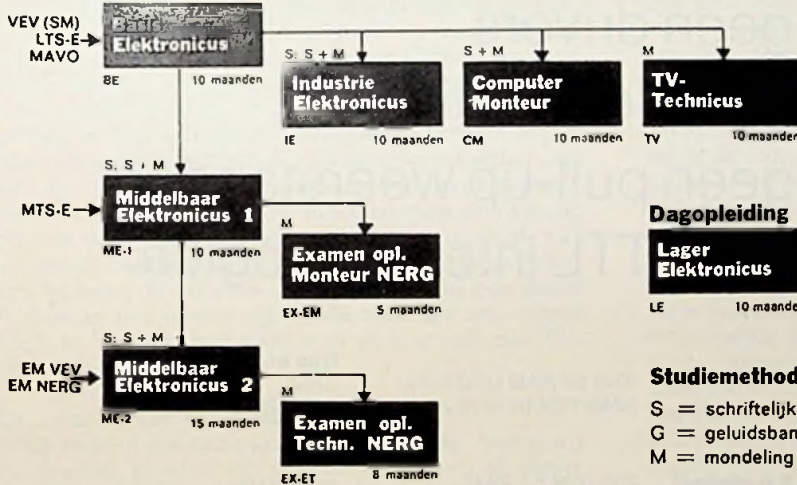 VEV (SM)
LTS-E
MAVO
Basis
Elektronicus
BE 10 maanden
S: S + M
Industrie
Elektronicus
IE 10 maanden
S + M
Computer
Monteur
CM 10 maanden
M
TV-
Technicus
TV 10 maanden
MTS-E
S: S + M
Middelbaar
Elektronicus 1
ME-1 10 maanden
M
Examen opl.
Monteur NERG
EX-EM 5 maanden
Dagopleiding
Lager
Elektronicus
LE 10 maande
EM VEV
EM NERG
S: S + M
Middelbaar
Elektronicus 2
ME-2 15 maanden
M
Examen opl.
Techn. NERG
EX-ET 8 maanden
Studiemethod
S = schriftelijk
G = geluidsban
M = mondeling